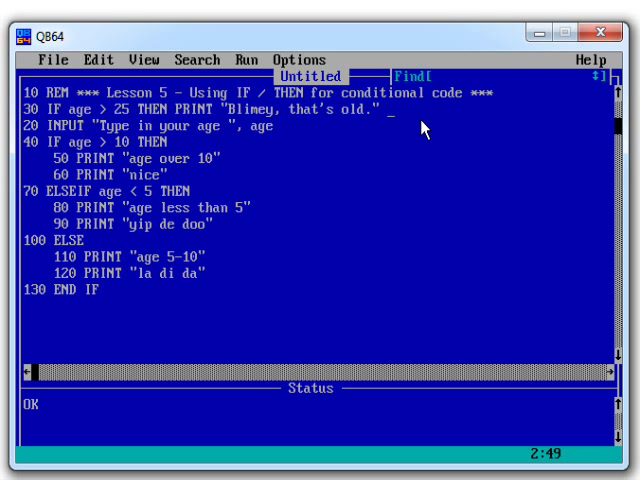 QB64
File Edit View Search Run Options Help
Untitled Find[ ]
10 REM *** Lesson 5 - Using IF / THEN for conditional code ***
30 IF age > 25 THEN PRINT "Blimey, that's old." _
20 INPUT "Type in your age ", age
40 IF age > 10 THEN
50 PRINT "age over 10"
60 PRINT "nice"
70 ELSEIF age < 5 THEN
80 PRINT "age less than 5"
90 PRINT "yip de doo"
100 ELSE
110 PRINT "age 5-10"
120 PRINT "la di da"
130 END IF
Status
OK
2:49